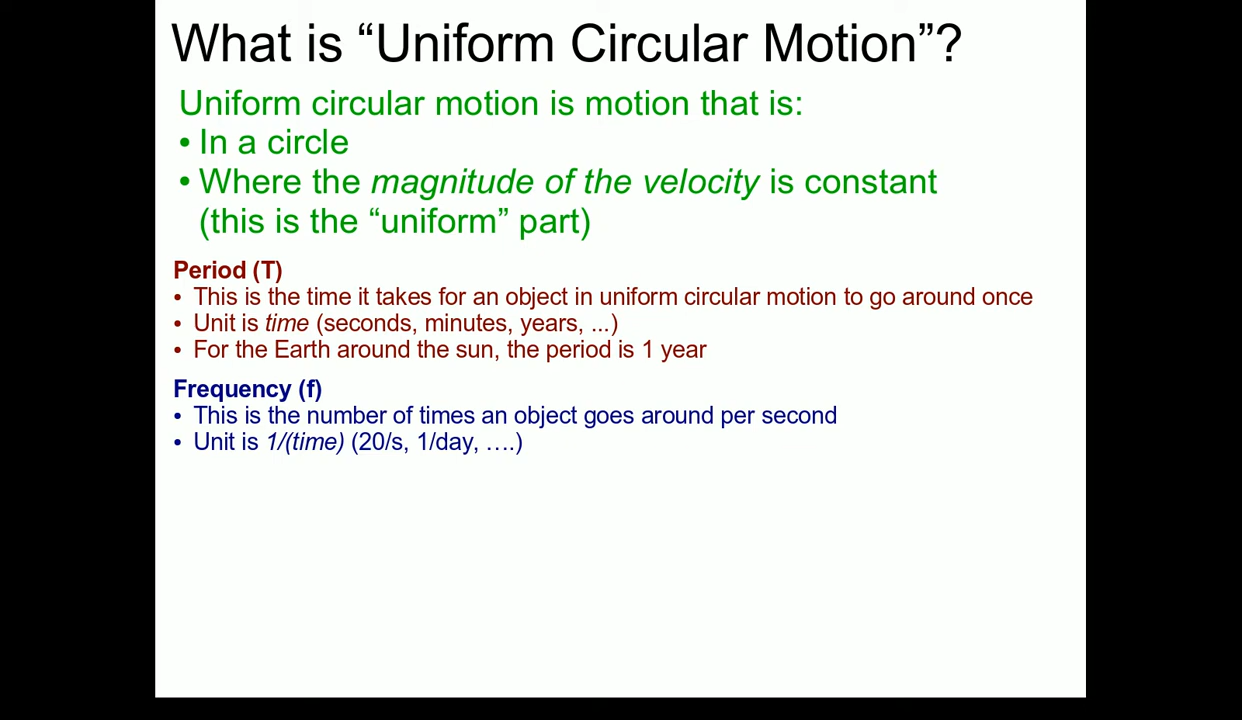 What is “Uniform Circular Motion”?
Uniform circular motion is motion that is:
• In a circle
• Where the magnitude of the velocity is constant
(this is the “uniform” part)
Period (T)
• This is the time it takes for an object in uniform circular motion to go around once
• Unit is time (seconds, minutes, years, ...)
• For the Earth around the sun, the period is 1 year
Frequency (f)
• This is the number of times an object goes around per second
• Unit is 1/(time) (20/s, 1/day, ….)